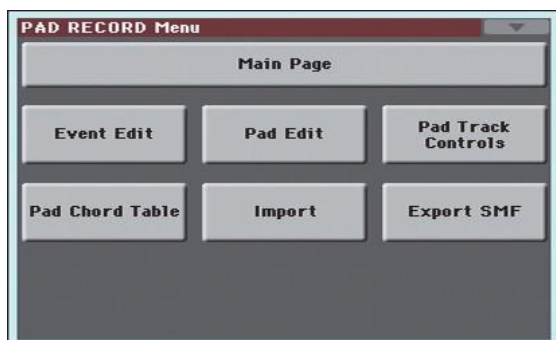 PAD RECORD Menu
Main Page
Event Edit
Pad Edit
Pad Track
Controls
Pad Chord Table
Import
Export SMF